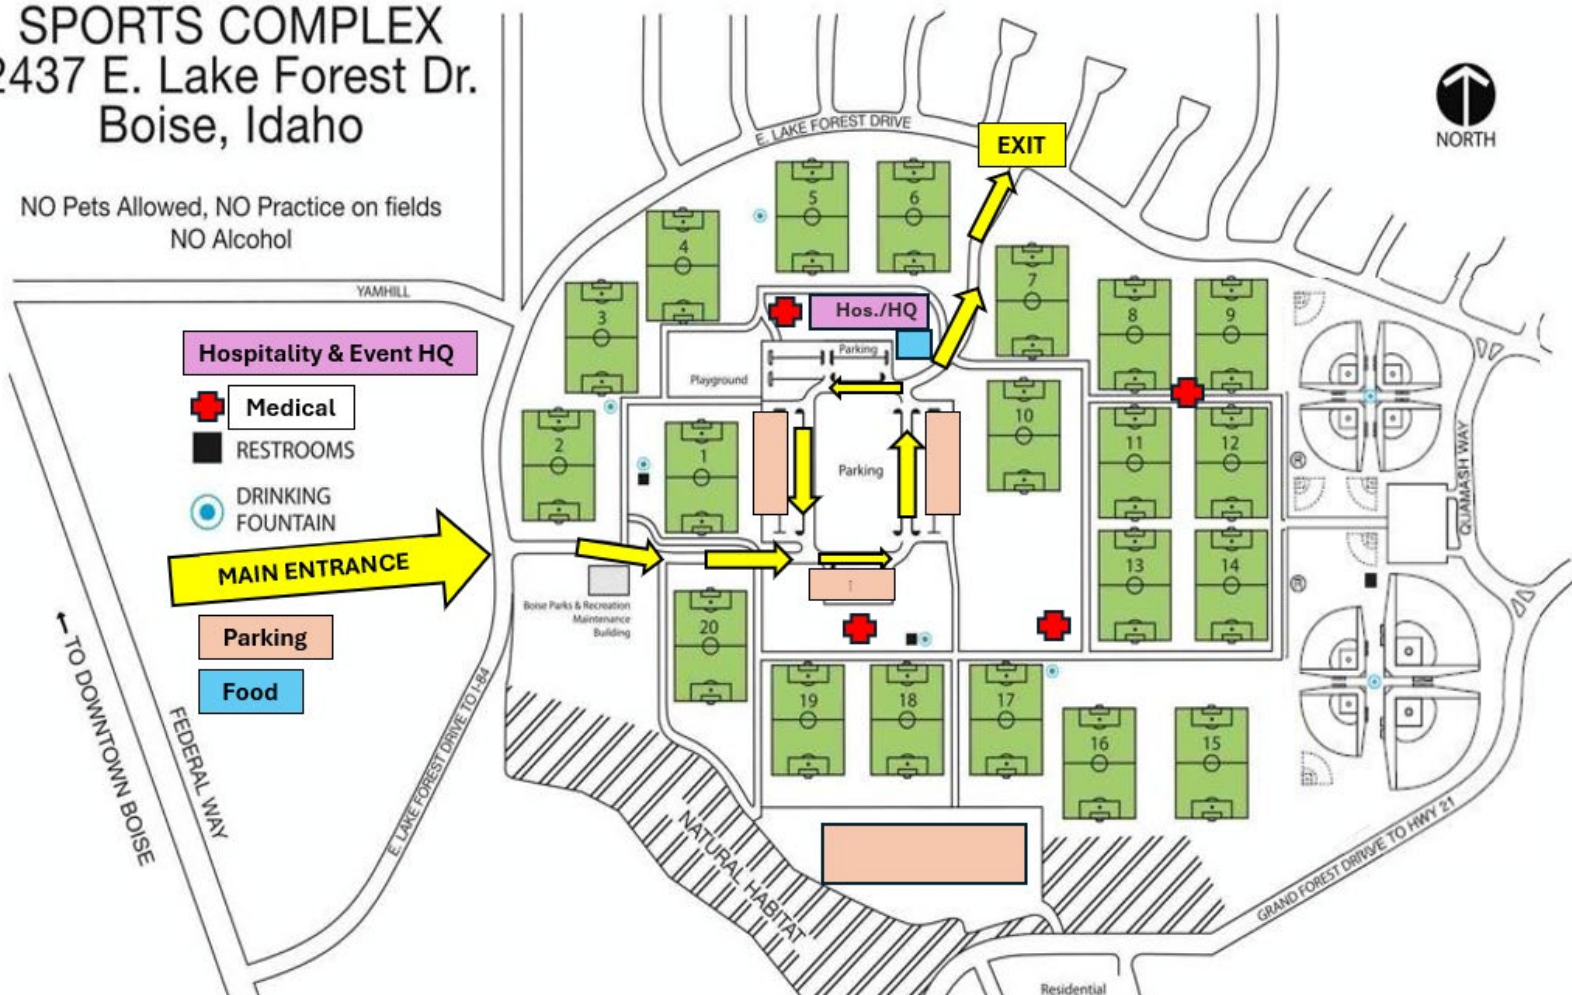 SPORTS COMPLEX
2437 E. Lake Forest Dr.
Boise, Idaho
NO Pets Allowed, NO Practice on fields
NO Alcohol
NORTH
E. LAKE FOREST DRIVE
EXIT
YAMHILL
Hospitality & Event HQ
Medical
RESTROOMS
DRINKING
FOUNTAIN
MAIN ENTRANCE
Parking
Food
TO DOWNTOWN BOISE
FEDERAL WAY
E. LAKE FOREST DRIVE TO I-84
5
6
4
7
3
8
9
Hos./HQ
Parking
Playground
2
1
10
11
12
Parking
QUAMASH WAY
®
®
13
14
Boise Parks & Recreation
Maintenance
Building
20
19
18
17
16
15
NATURAL HABITAT
GRAND FOREST DRIVE TO HWY 21
Residential